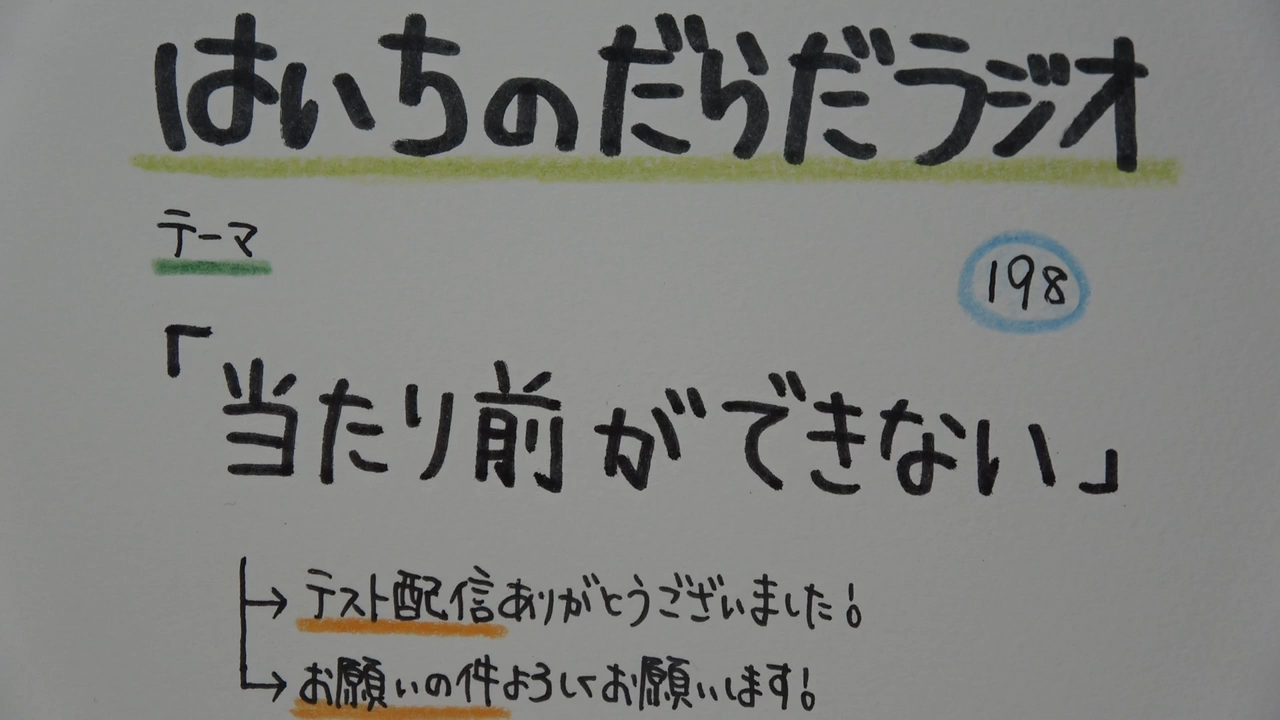 はいちのだらだラジオ
テーマ
198
「当たり前ができない」
テスト配信ありがとうございました!
お願いの件よろしくお願いします!